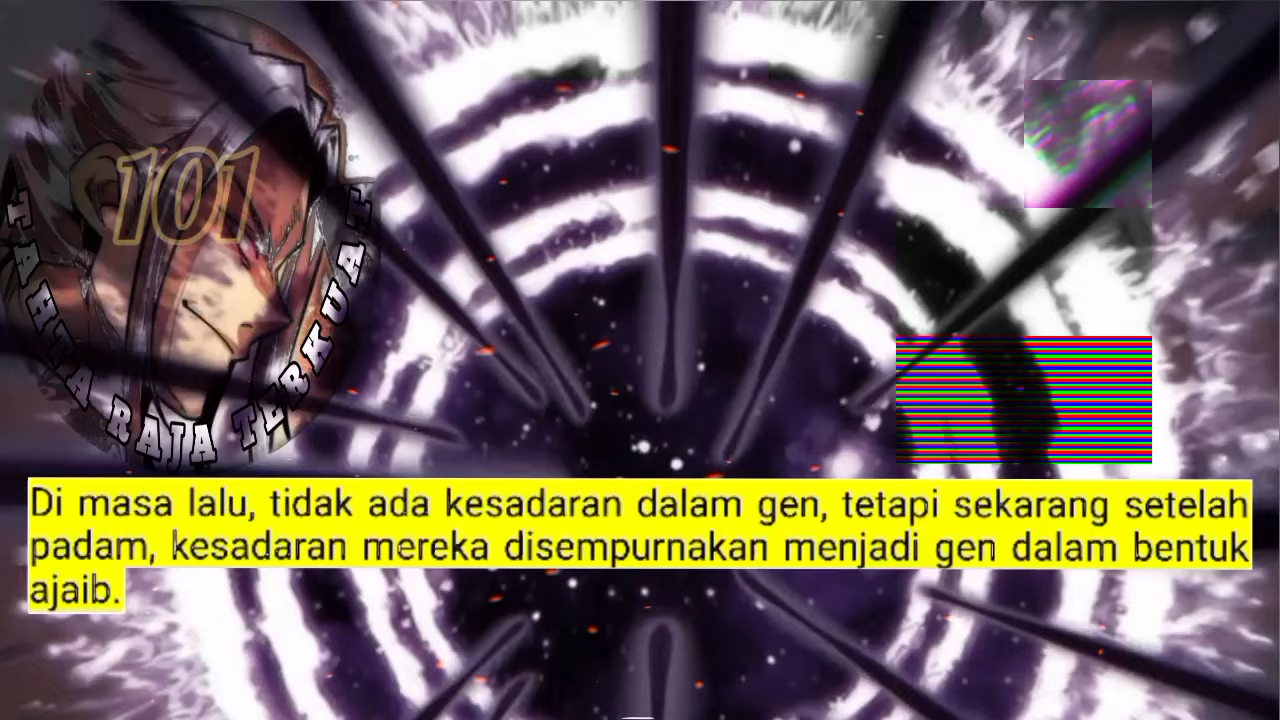 101
TAHTA RAJA TERKUAT
Di masa lalu, tidak ada kesadaran dalam gen, tetapi sekarang setelah
padam, kesadaran mereka disempurnakan menjadi gen dalam bentuk
ajaib.